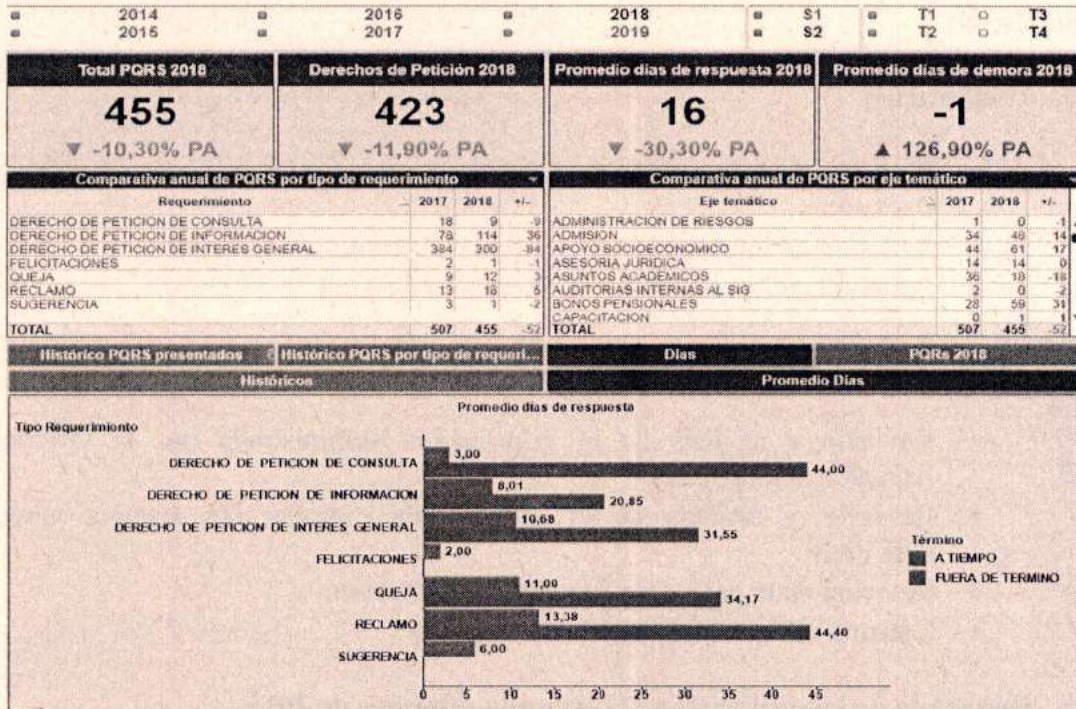 2014 2016 2018 S1 T1 T3
2015 2017 2019 S2 T2 T4
Total PQRS 2018 Derechos de Petición 2018 Promedio días de respuesta 2018 Promedio días de demora 2018
455 423 16 -1
▼ -10,30% PA ▼ -11,90% PA ▼ -30,30% PA ▲ 126,90% PA
Comparativa anual de PQRS por tipo de requerimiento
Requerimiento 2017 2018 +/-
DERECHO DE PETICION DE CONSULTA 18 9 -9
DERECHO DE PETICION DE INFORMACION 78 114 36
DERECHO DE PETICION DE INTERES GENERAL 384 300 -84
FELICITACIONES 2 1 -1
QUEJA 9 12 3
RECLAMO 13 18 5
SUGERENCIA 3 1 -2
TOTAL 507 455 -52
Comparativa anual de PQRS por eje temático
Eje temático 2017 2018 +/-
ADMINISTRACION DE RIESGOS 1 0 -1
ADMISION 34 48 14
APOYO SOCIOECONOMICO 44 61 17
ASESORIA JURIDICA 14 14 0
ASUNTOS ACADEMICOS 36 18 -18
AUDITORIAS INTERNAS AL SIG 2 0 -2
BONOS PENSIONALES 28 59 31
CAPACITACION 0 1 1
TOTAL 507 455 -52
Histórico PQRS presentados Histórico PQRS por tipo de requeri... Días PQRs 2018
Históricos Promedio Días
Promedio días de respuesta
Tipo Requerimiento
DERECHO DE PETICION DE CONSULTA 3,00 44,00
DERECHO DE PETICION DE INFORMACION 8,01 20,85
DERECHO DE PETICION DE INTERES GENERAL 10,68 31,55
FELICITACIONES 2,00
QUEJA 11,00 34,17
RECLAMO 13,38 44,40
SUGERENCIA 6,00
0 5 10 15 20 25 30 35 40 45
Término
A TIEMPO
FUERA DE TERMINO